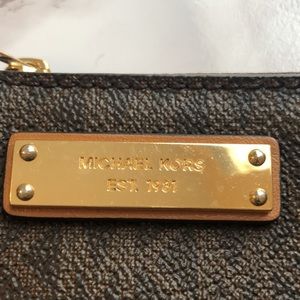 MICHAEL KORS
EST. 1981